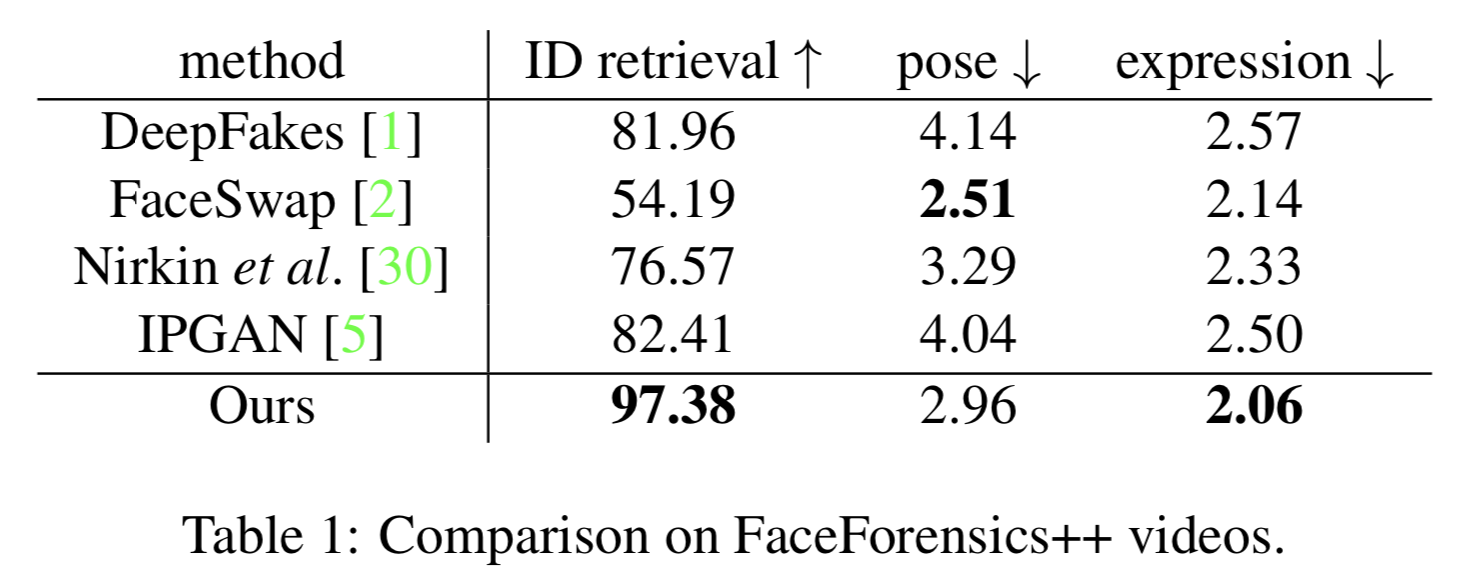 method ID retrieval ↑ pose ↓ expression ↓
DeepFakes [1] 81.96 4.14 2.57
FaceSwap [2] 54.19 2.51 2.14
Nirkin et al. [30] 76.57 3.29 2.33
IPGAN [5] 82.41 4.04 2.50
Ours 97.38 2.96 2.06
Table 1: Comparison on FaceForensics++ videos.